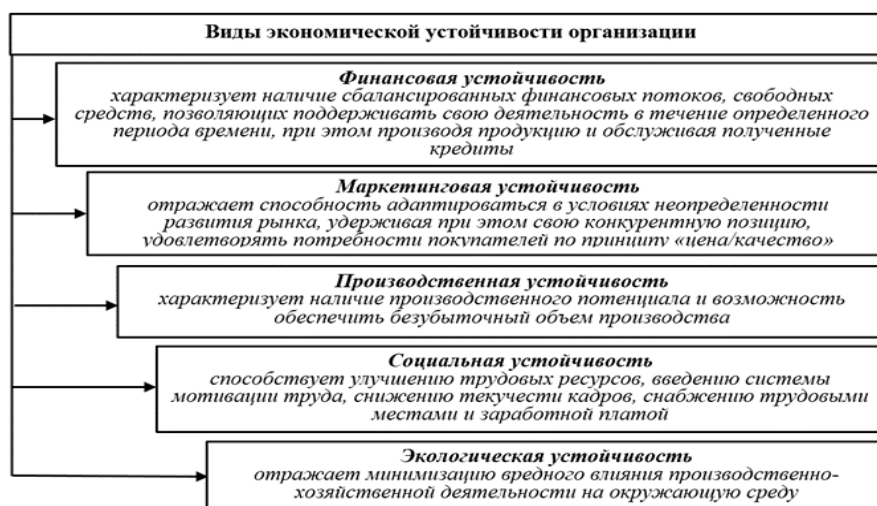 Виды экономической устойчивости организации
Финансовая устойчивость
характеризует наличие сбалансированных финансовых потоков, свободных
средств, позволяющих поддерживать свою деятельность в течение определенного
периода времени, при этом производя продукцию и обслуживая полученные
кредиты
Маркетинговая устойчивость
отражает способность адаптироваться в условиях неопределенности
развития рынка, удерживая при этом свою конкурентную позицию,
удовлетворять потребности покупателей по принципу «цена/качество»
Производственная устойчивость
характеризует наличие производственного потенциала и возможность
обеспечить безубыточный объем производства
Социальная устойчивость
способствует улучшению трудовых ресурсов, введению системы
мотивации труда, снижению текучести кадров, снабжению трудовыми
местами и заработной платой
Экологическая устойчивость
отражает минимизацию вредного влияния производственно-
хозяйственной деятельности на окружающую среду